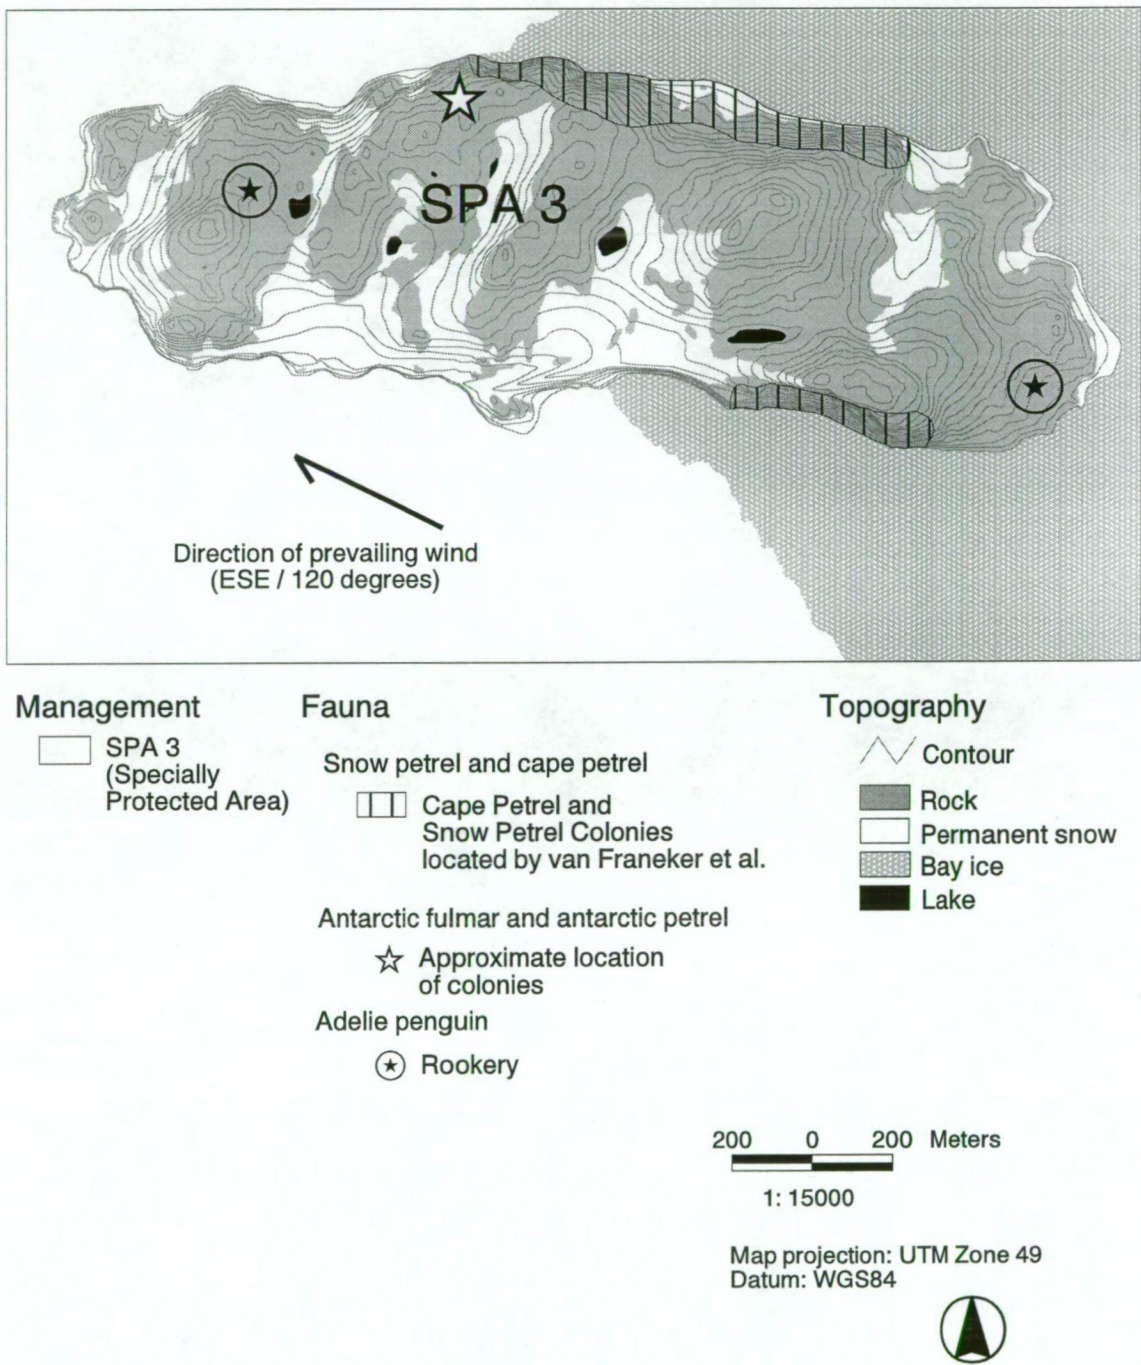 SPA 3
Direction of prevailing wind
(ESE / 120 degrees)
Management
SPA 3
(Specially
Protected Area)
Fauna
Snow petrel and cape petrel
Cape Petrel and
Snow Petrel Colonies
located by van Franeker et al.
Antarctic fulmar and antarctic petrel
Approximate location
of colonies
Adelie penguin
Rookery
Topography
Contour
Rock
Permanent snow
Bay ice
Lake
200 0 200 Meters
1: 15000
Map projection: UTM Zone 49
Datum: WGS84